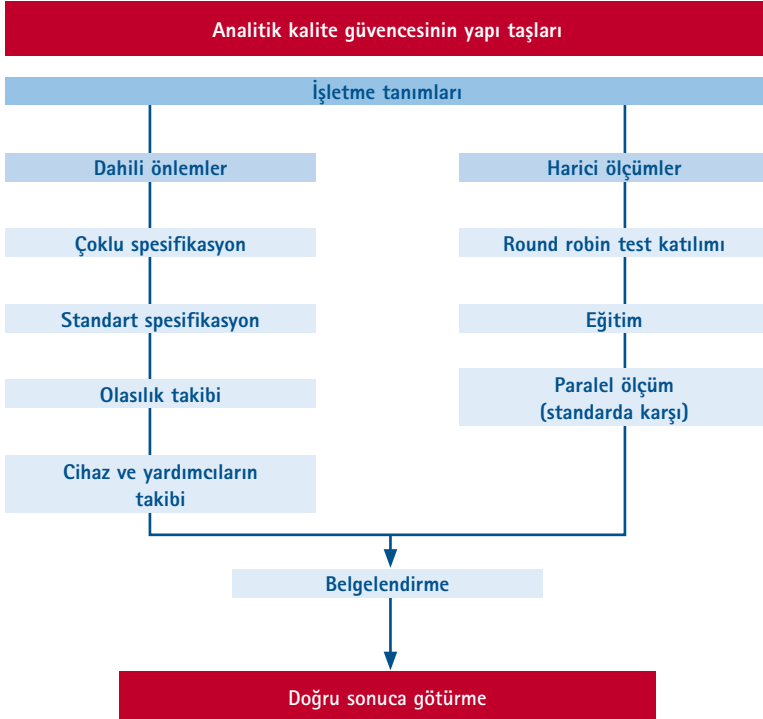 Analitik kalite güvencesinin yapı taşları
İşletme tanımları
Dahili önlemler
Harici ölçümler
Çoklu spesifikasyon
Round robin test katılımı
Standart spesifikasyon
Eğitim
Olasılık takibi
Paralel ölçüm
(standarda karşı)
Cihaz ve yardımcıların
takibi
Belgelendirme
Doğru sonuca götürme